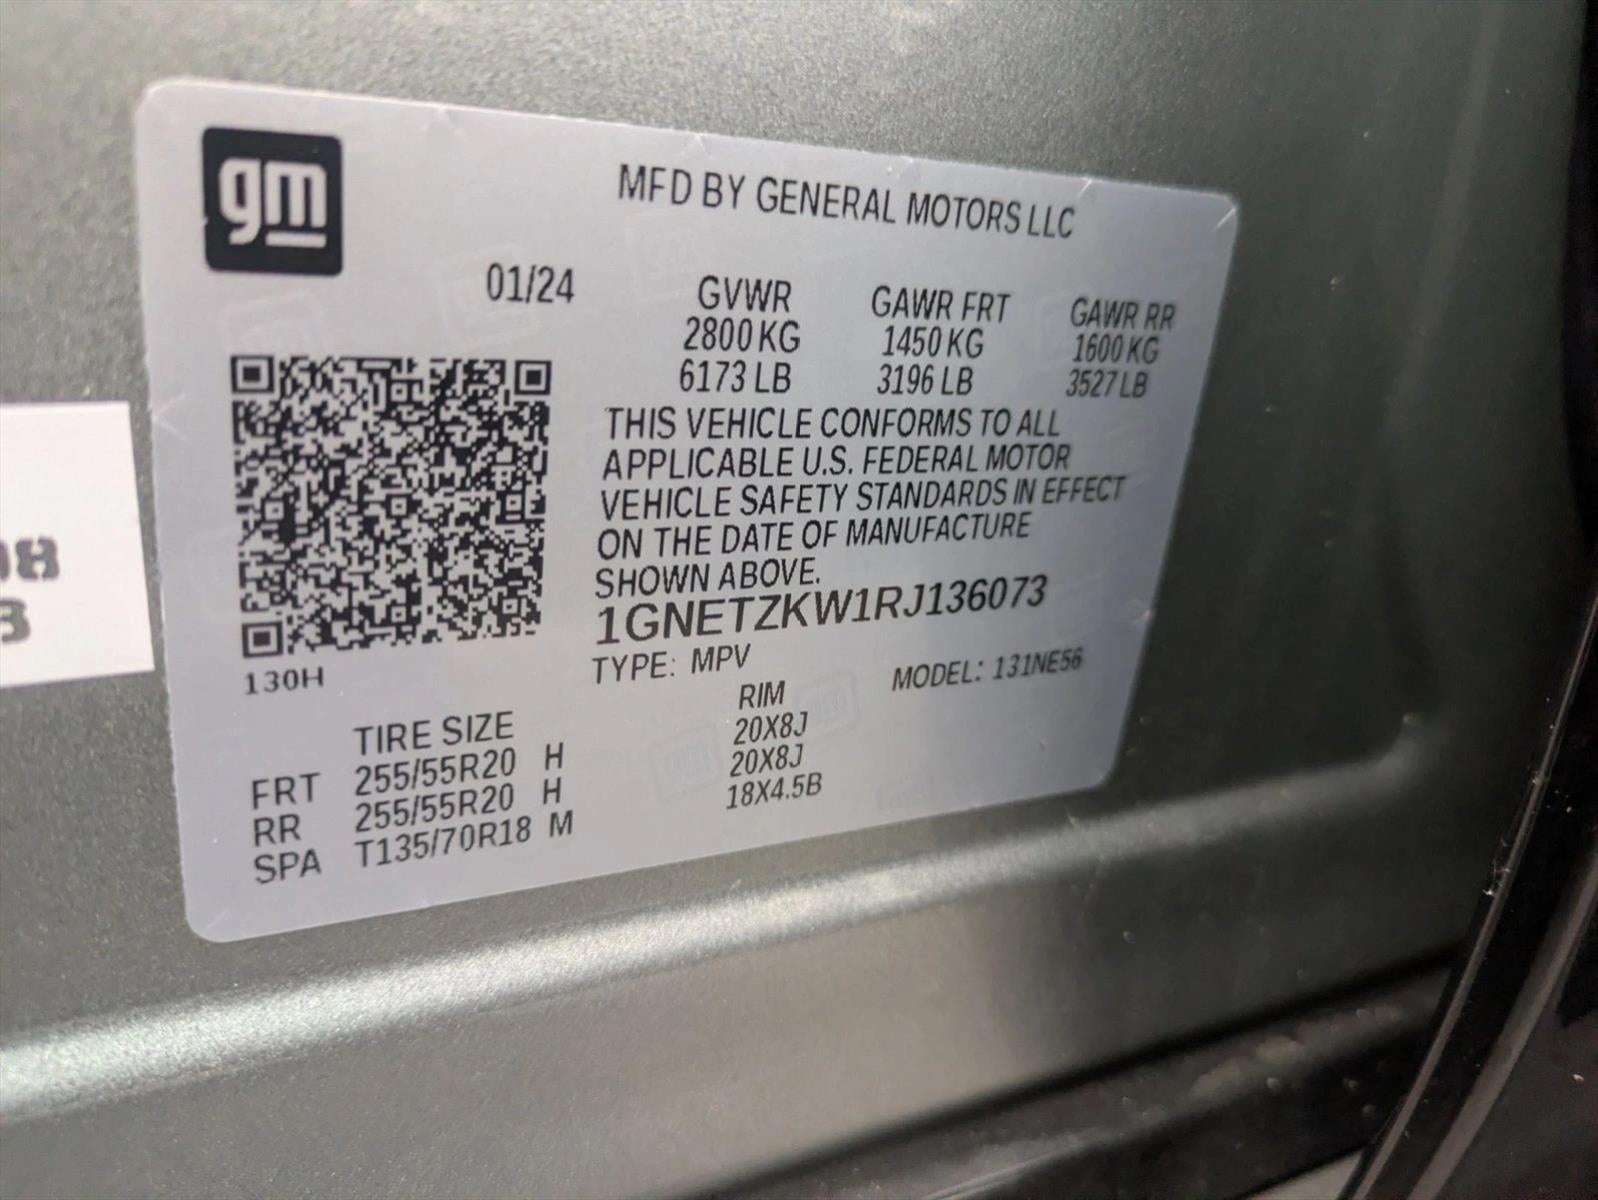 gm
MFD BY GENERAL MOTORS LLC
01/24
GVWR GAWR FRT GAWR RR
2800 KG 1450 KG 1600 KG
6173 LB 3196 LB 3527 LB
THIS VEHICLE CONFORMS TO ALL
APPLICABLE U.S. FEDERAL MOTOR
VEHICLE SAFETY STANDARDS IN EFFECT
ON THE DATE OF MANUFACTURE
SHOWN ABOVE.
1GNETZKW1RJ136073
130H
TYPE: MPV MODEL: 131NE56
TIRE SIZE RIM
FRT 255/55R20 H 20X8J
RR 255/55R20 H 20X8J
SPA T135/70R18 M 18X4.5B